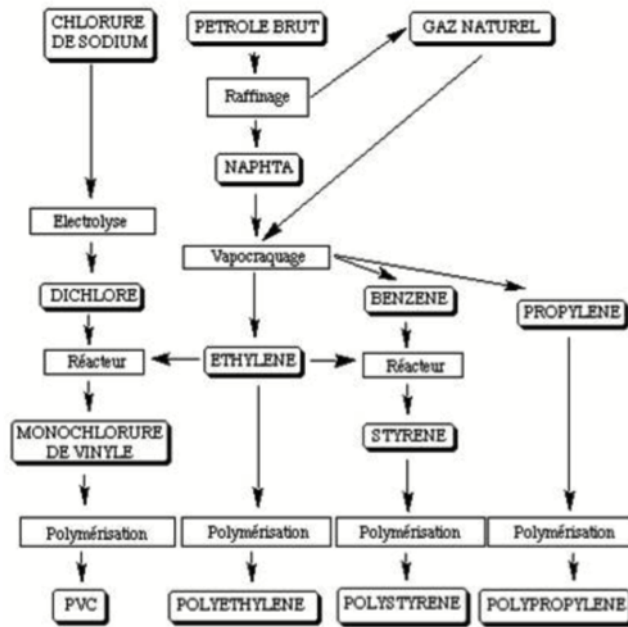 CHLORURE
DE SODIUM
PETROLE BRUT
GAZ NATUREL
Raffinage
NAPHTA
Electrolyse
Vapocraquage
DICHLORE
BENZENE
PROPYLENE
Réacteur
ETHYLENE
Réacteur
MONOCHLORURE
DE VINYLE
STYRENE
Polymérisation
Polymérisation
Polymérisation
Polymérisation
PVC
POLYETHYLENE
POLYSTYRENE
POLYPROPYLENE